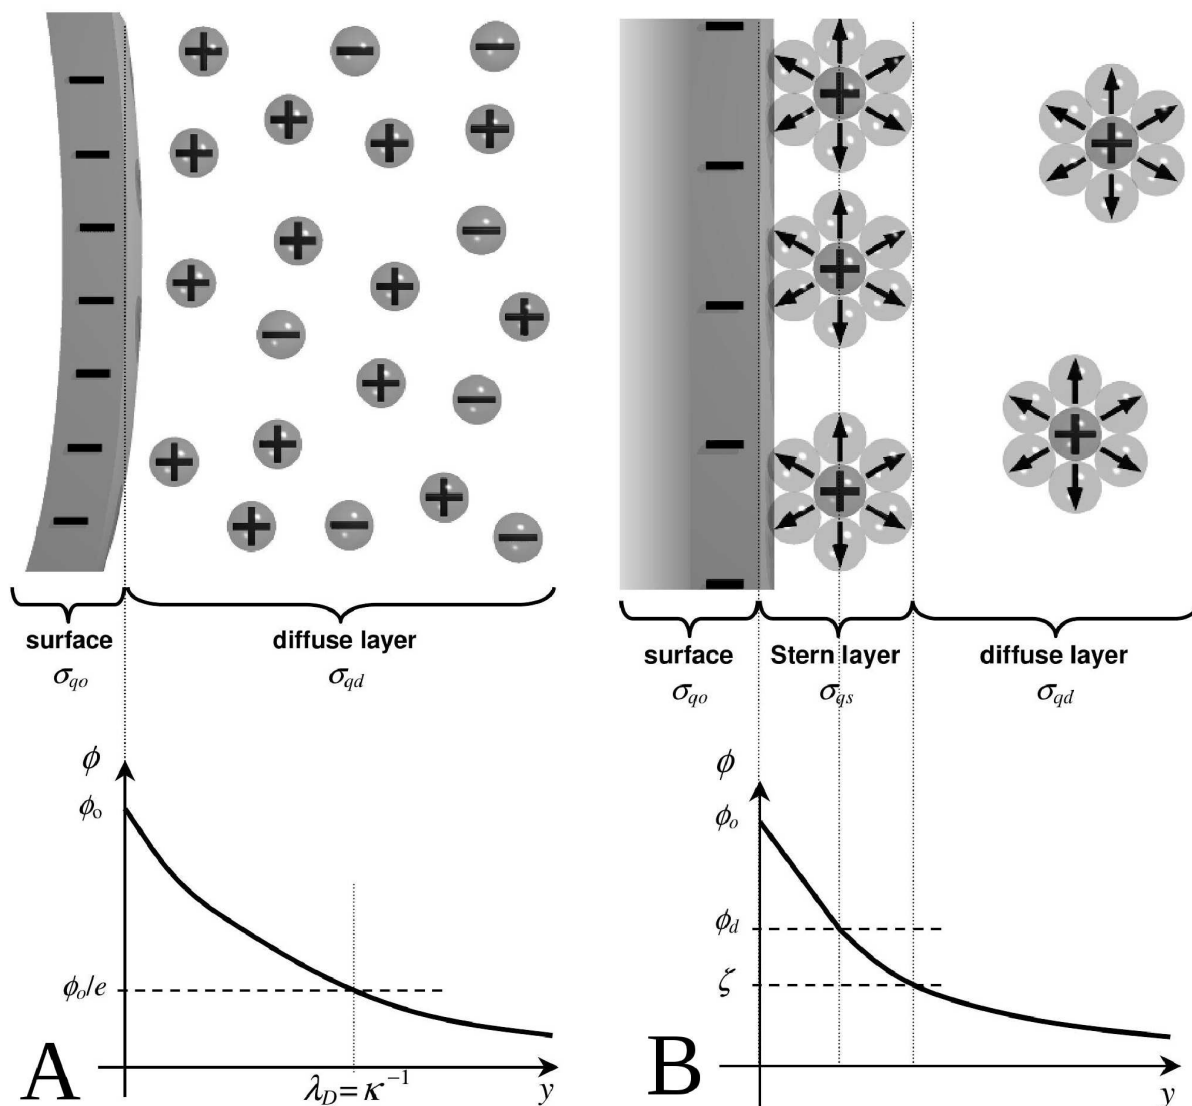 surface
σqo
diffuse layer
σqd
ϕ
ϕo
ϕo/e
λD = κ⁻¹
y
A
surface
σqo
Stern layer
σqs
diffuse layer
σqd
ϕ
ϕo
ϕd
ζ
y
B